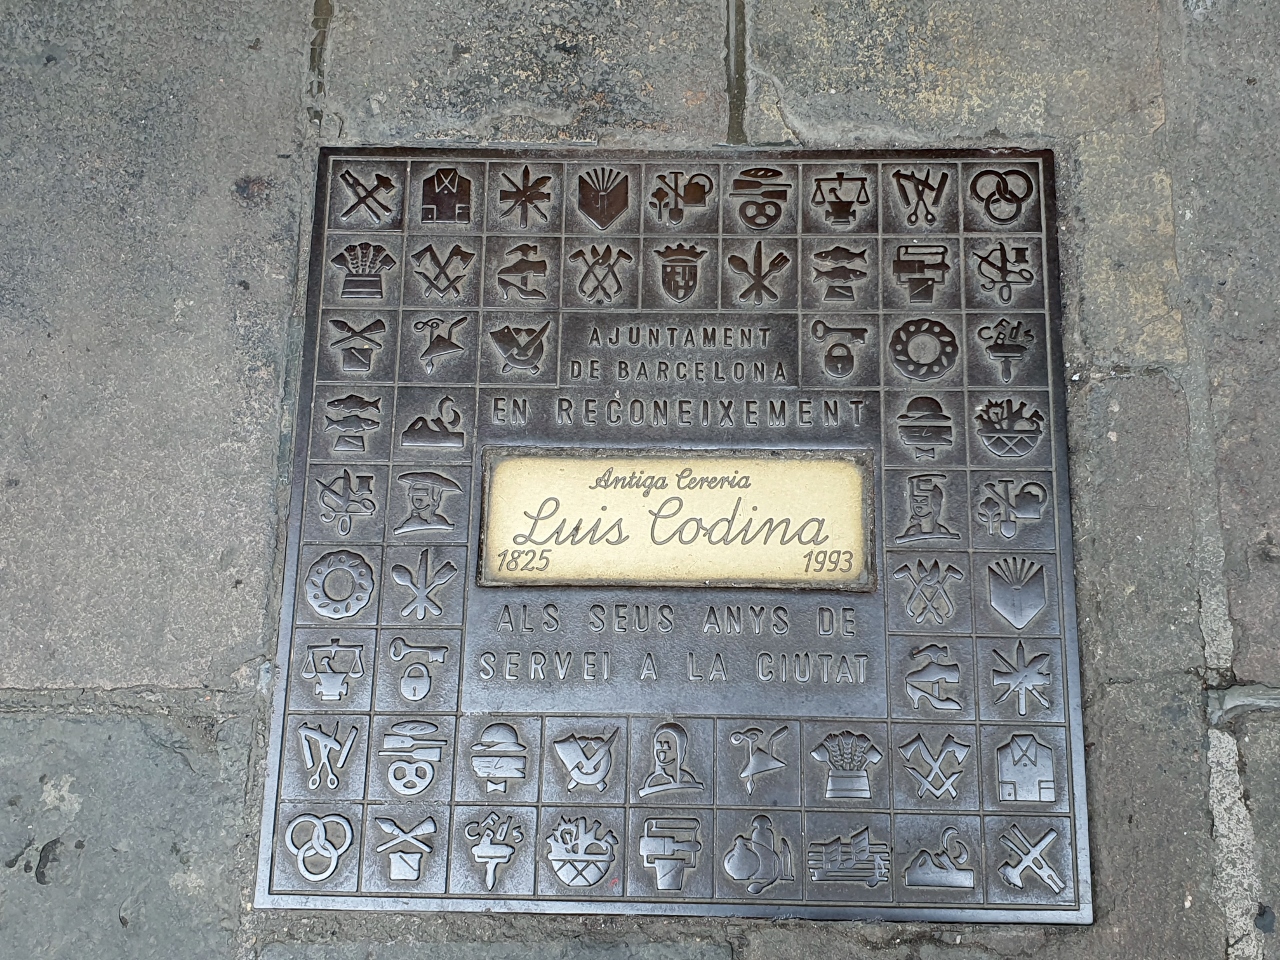 AJUNTAMENT
DE BARCELONA
EN RECONEIXEMENT
Antiga Cereria
Luis Codina
1825 1993
ALS SEUS ANYS DE
SERVEI A LA CIUTAT